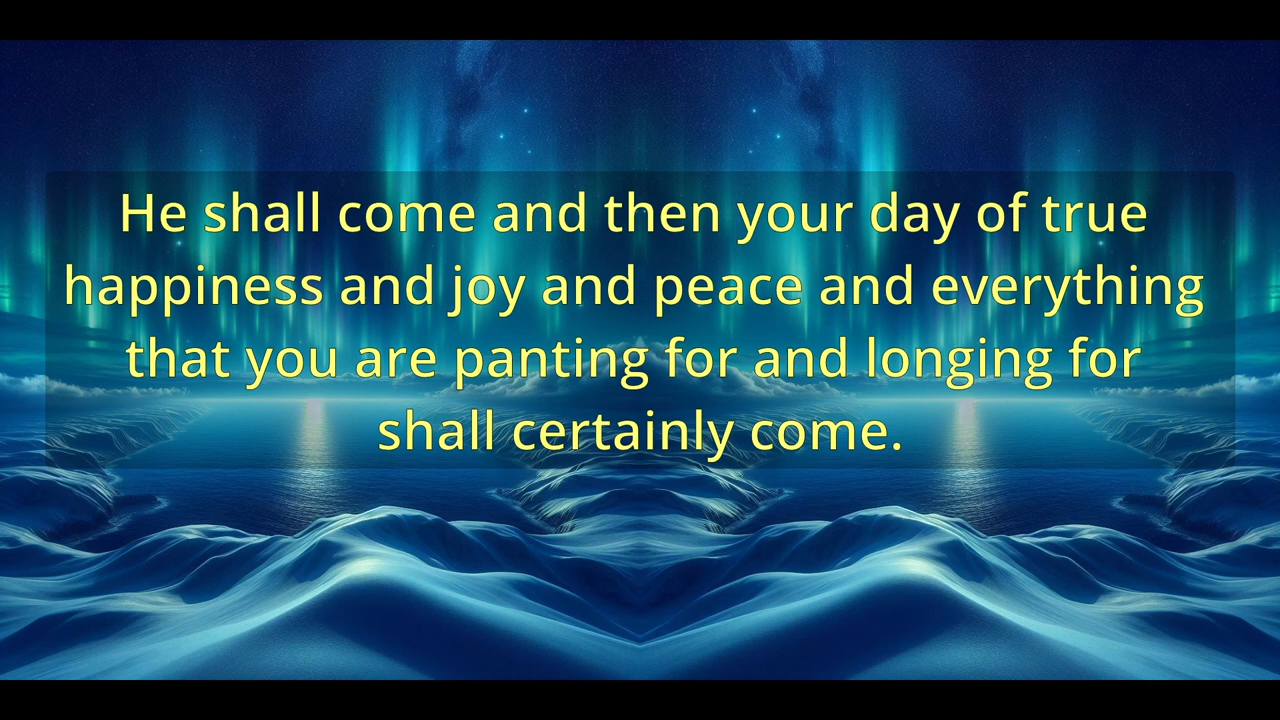 He shall come and then your day of true
happiness and joy and peace and everything
that you are panting for and longing for
shall certainly come.